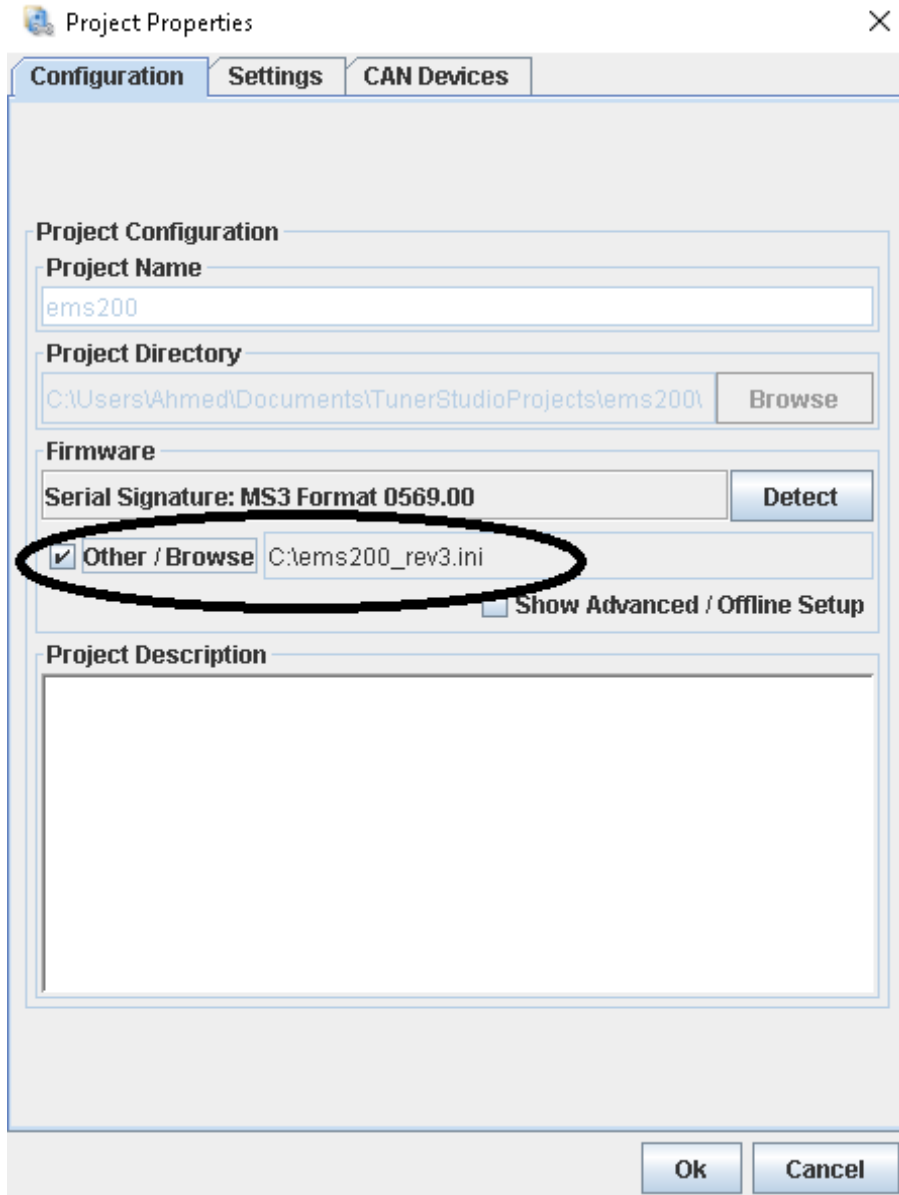 Project Properties
Configuration Settings CAN Devices
Project Configuration
Project Name
ems200
Project Directory
C:\Users\Ahmed\Documents\TunerStudioProjects\ems200\ Browse
Firmware
Serial Signature: MS3 Format 0569.00 Detect
Other / Browse C:\ems200_rev3.ini
Show Advanced / Offline Setup
Project Description
Ok Cancel